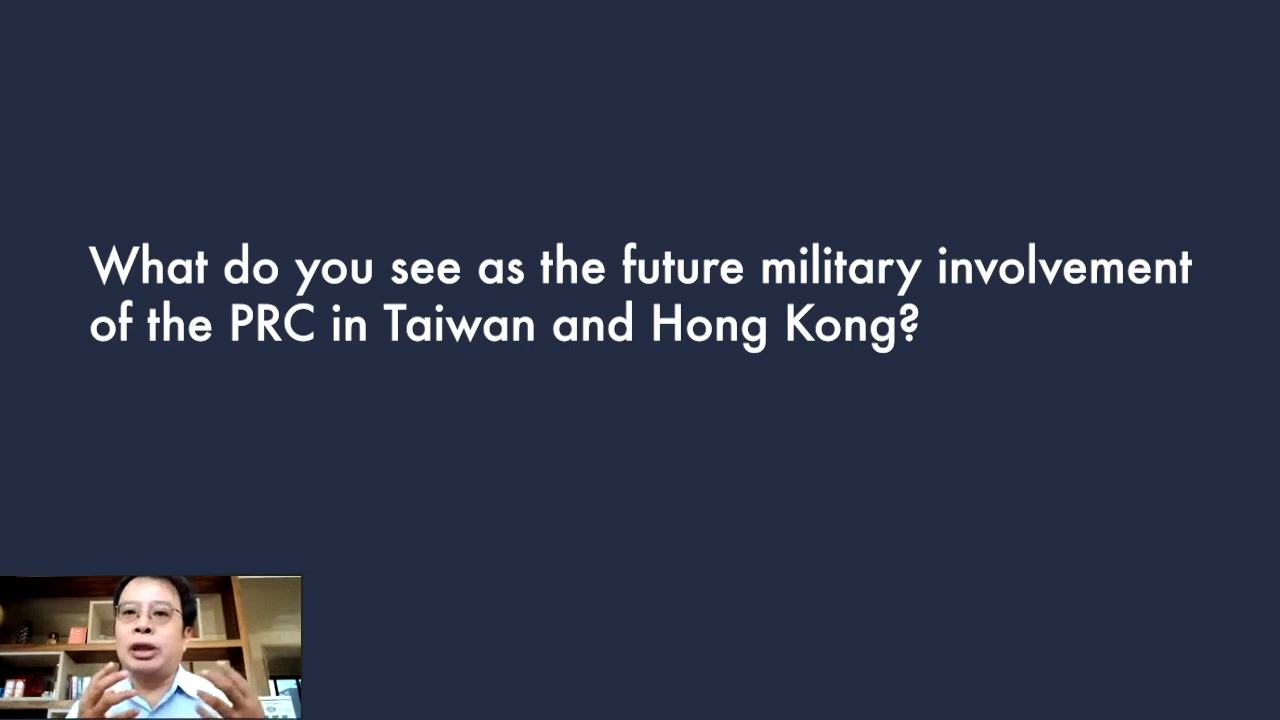 What do you see as the future military involvement
of the PRC in Taiwan and Hong Kong?